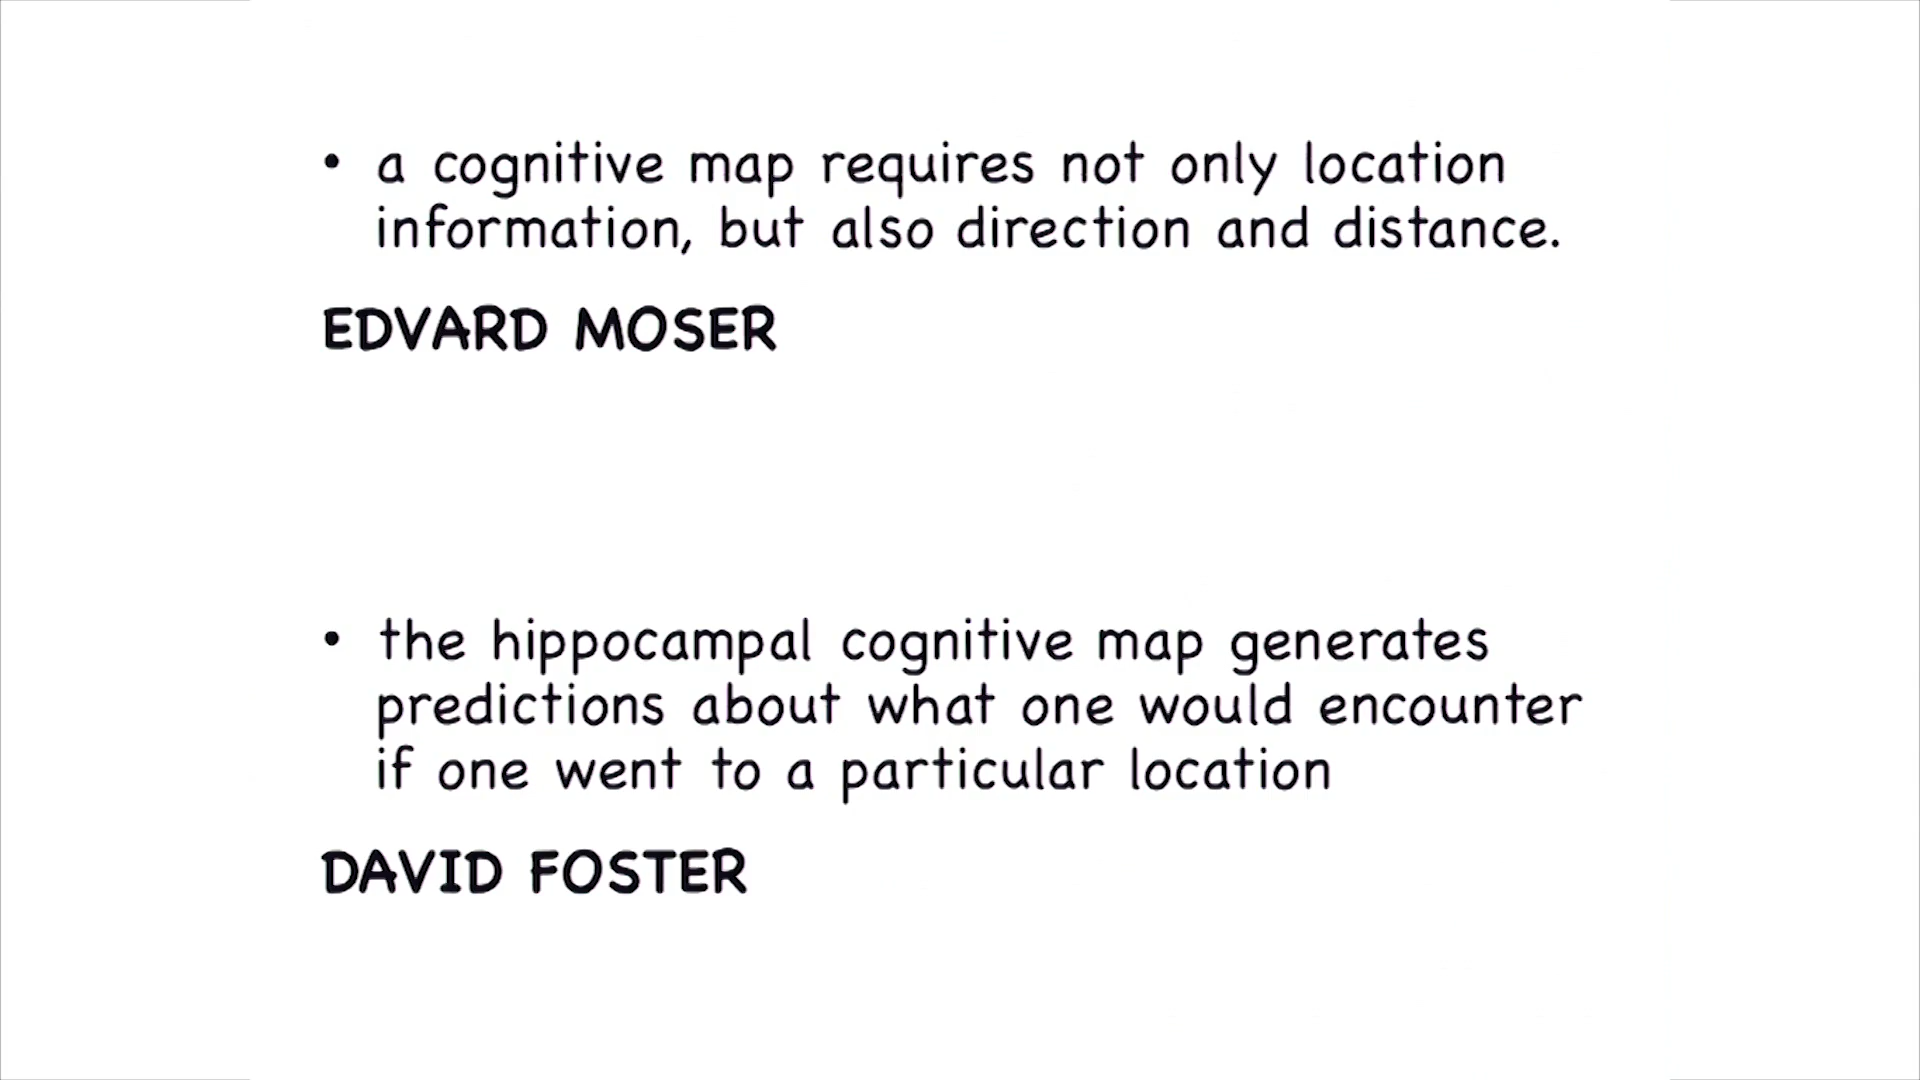 • a cognitive map requires not only location
information, but also direction and distance.
EDVARD MOSER
• the hippocampal cognitive map generates
predictions about what one would encounter
if one went to a particular location
DAVID FOSTER